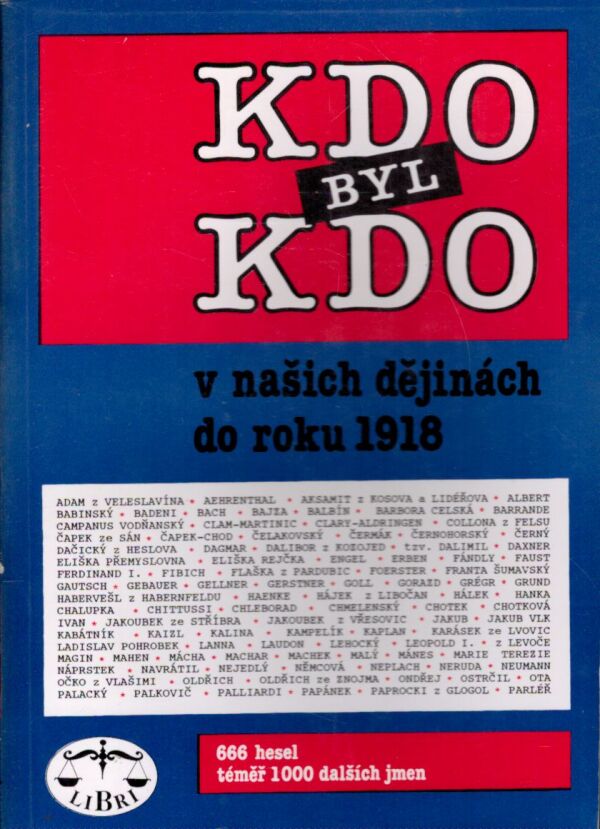 KDO
BYL
KDO
v našich dějinách
do roku 1918
ADAM z VELESLAVÍNA * AEHRENTHAL * AKSAMIT z KOSOVA a LIDÉŘOVA * ALBERT
BABINSKÝ * BADENI * BACH * BAJZA * BALBÍN * BARBORA CELSKÁ * BARRANDE
CAMPANUS VODŇANSKÝ * CLAM-MARTINIC * CLARY-ALDRINGEN * COLLONA z FELSU
ČAPEK ze SÁN * ČAPEK-CHOD * ČELAKOVSKÝ * ČERMÁK * ČERNOHORSKÝ * ČERNÝ
DAČICKÝ z HESLOVA * DAGMAR * DALIBOR z KOZOJED * tzv. DALIMIL * DAXNER
ELIŠKA PŘEMYSLOVNA * ELIŠKA REJČKA * ENGEL * ERBEN * FÁNDLY * FAUST
FERDINAND I. * FIBICH * FLAŠKA z PARDUBIC * FOERSTER * FRANTA ŠUMAVSKÝ
GAUTSCH * GEBAUER * GELLNER * GERSTNER * GOLL * GORAZD * GRÉGR * GRUND
HABERVEŠL z HABERNFELDU * HAENKE * HÁJEK z LIBOČAN * HÁLEK * HANKA
CHALUPKA * CHITTUSSI * CHLEBORAD * CHMELENSKÝ * CHOTEK * CHOTKOVÁ
IVAN * JAKOUBEK ze STŘÍBRA * JAKOUBEK z VŘESOVIC * JAKUB * JAKUB VLK
KABÁTNÍK * KAIZL * KALINA * KAMPELÍK * KAPLAN * KARÁSEK ze LVOVIC
LADISLAV POHROBEK * LANNA * LAUDON * LEHOCKÝ * LEOPOLD I. * z LEVOČE
MAGIN * MAHEN * MÁCHA * MACHAR * MACHEK * MALÝ * MÁNES * MARIE TEREZIE
NÁPRSTEK * NAVRÁTIL * NEJEDLÝ * NĚMCOVÁ * NEPLACH * NERUDA * NEUMANN
OČKO z VLAŠIMI * OLDŘICH * OLDŘICH ze ZNOJMA * ONDŘEJ * OSTRČIL * OTA
PALACKÝ * PALKOVIČ * PALLIARDI * PAPÁNEK * PAPROCKI z GLOGOL * PARLÉŘ
666 hesel
téměř 1000 dalších jmen
LIBRI